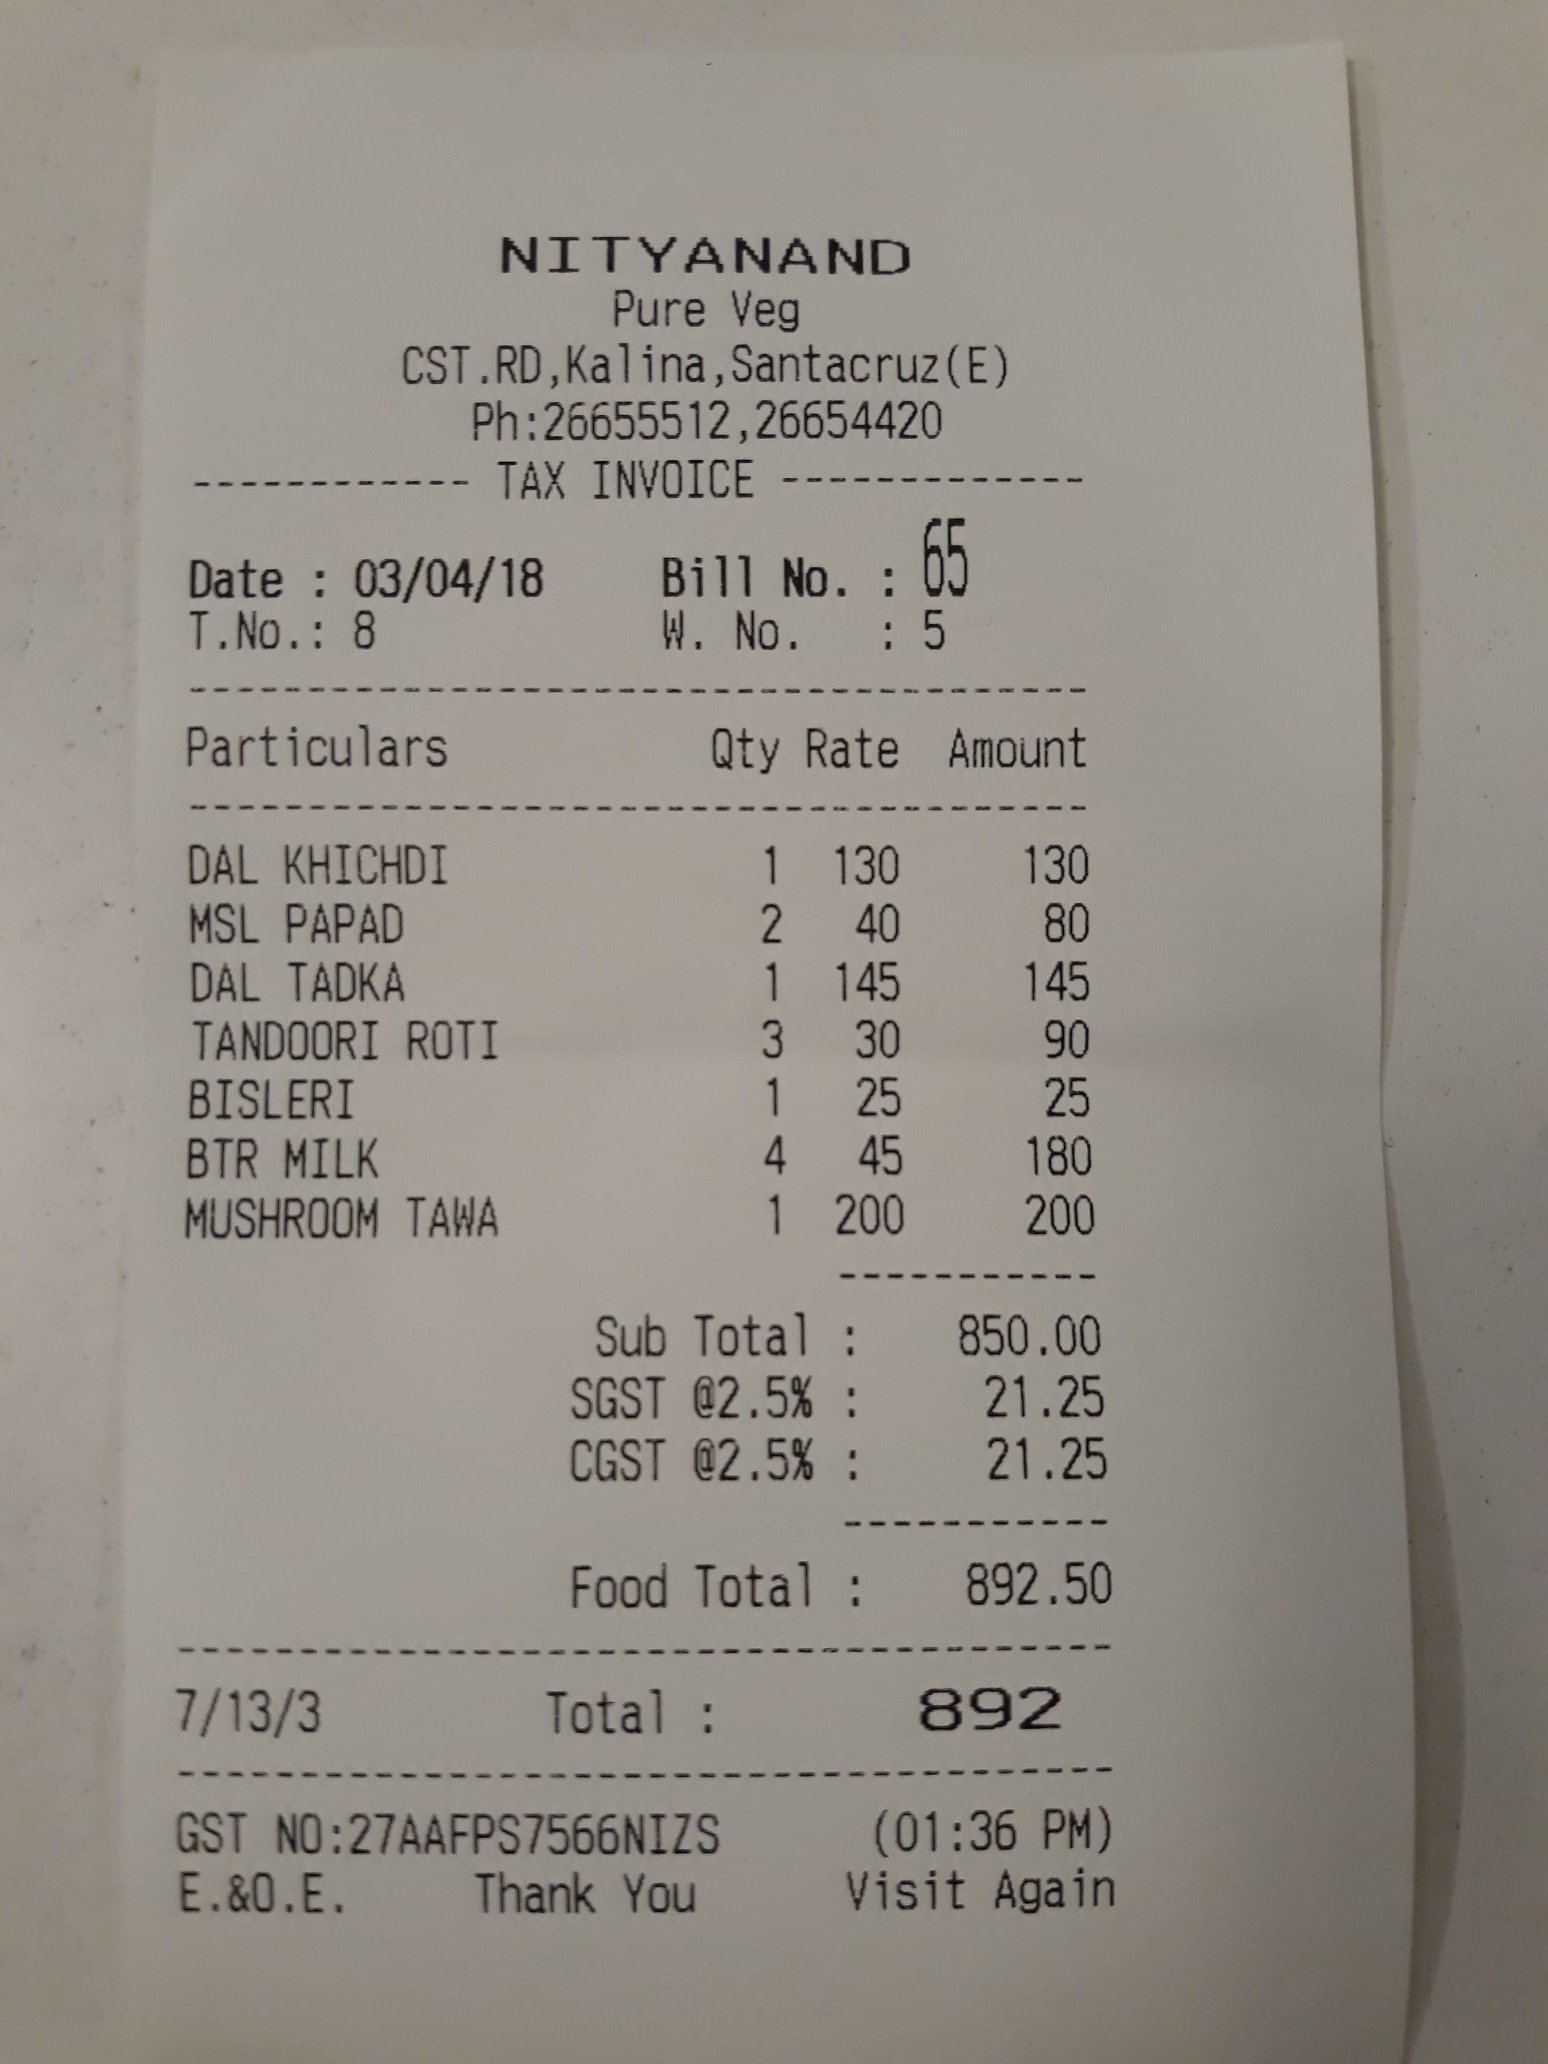 NITYANAND
Pure Veg
CST.RD,Kalina,Santacruz(E)
Ph:26655512,26654420
------------ TAX INVOICE -------------
Date : 03/04/18 Bill No. : 65
T.No.: 8 W. No. : 5
Particulars Qty Rate Amount
DAL KHICHDI 1 130 130
MSL PAPAD 2 40 80
DAL TADKA 1 145 145
TANDOORI ROTI 3 30 90
BISLERI 1 25 25
BTR MILK 4 45 180
MUSHROOM TAWA 1 200 200
Sub Total : 850.00
SGST @2.5% : 21.25
CGST @2.5% : 21.25
Food Total : 892.50
7/13/3 Total : 892
GST NO:27AAFPS7566NIZS (01:36 PM)
E.&O.E. Thank You Visit Again